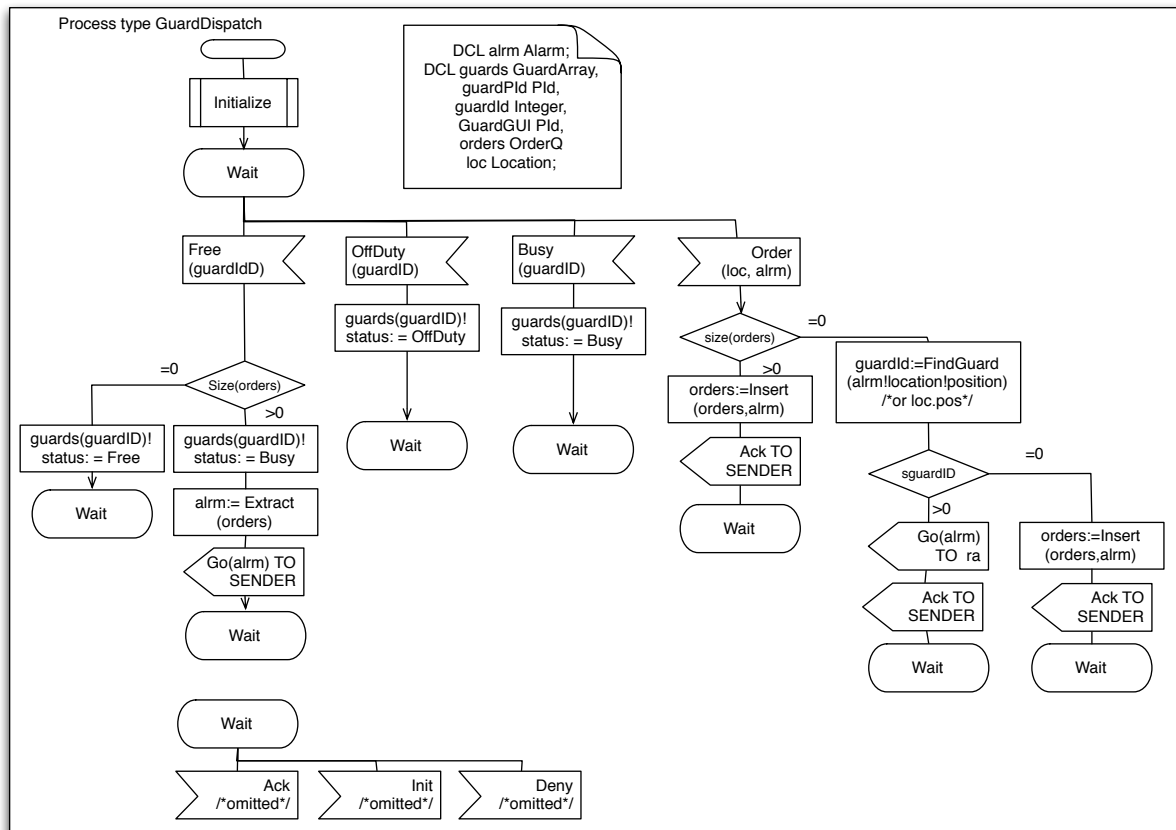 Process type GuardDispatch
DCL alrm Alarm;
DCL guards GuardArray,
guardPId PId,
guardId Integer,
GuardGUI PId,
orders OrderQ
loc Location;
Initialize
Wait
Free
(guardIdD)
OffDuty
(guardID)
Busy
(guardID)
Order
(loc, alrm)
guards(guardID)!
status: = OffDuty
guards(guardID)!
status: = Busy
size(orders)
=0
>0
guardId:=FindGuard
(alrm!location!position)
/*or loc.pos*/
=0
Size(orders)
>0
orders:=Insert
(orders,alrm)
guards(guardID)!
status: = Free
guards(guardID)!
status: = Busy
Wait
Wait
Ack TO
SENDER
sguardID
=0
>0
Wait
alrm:= Extract
(orders)
Wait
Go(alrm)
TO ra
orders:=Insert
(orders,alrm)
Go(alrm) TO
SENDER
Ack TO
SENDER
Ack TO
SENDER
Wait
Wait
Wait
Wait
Ack
/*omitted*/
Init
/*omitted*/
Deny
/*omitted*/